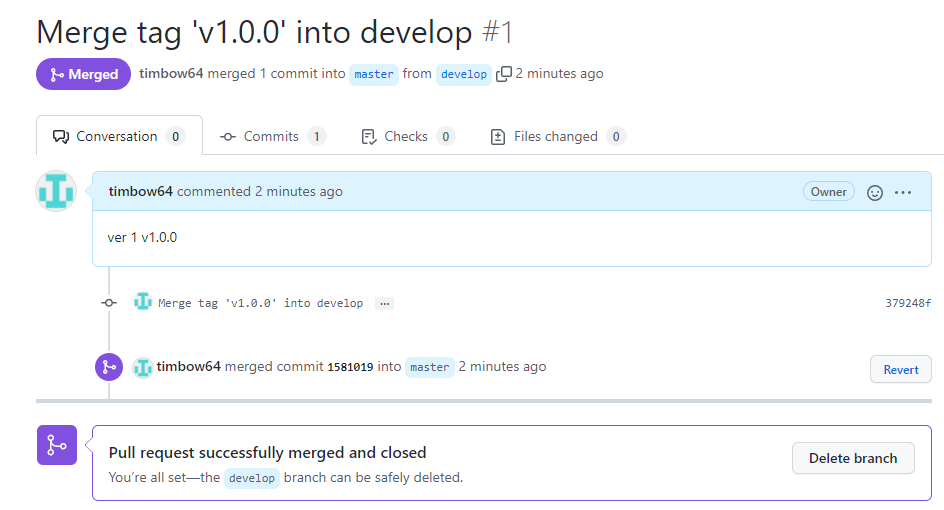 Merge tag 'v1.0.0' into develop #1
Merged timbow64 merged 1 commit into master from develop 2 minutes ago
Conversation 0 Commits 1 Checks 0 Files changed 0
timbow64 commented 2 minutes ago Owner ...
ver 1 v1.0.0
Merge tag 'v1.0.0' into develop ... 379248f
timbow64 merged commit 1581019 into master 2 minutes ago Revert
Pull request successfully merged and closed
You're all set—the develop branch can be safely deleted.
Delete branch